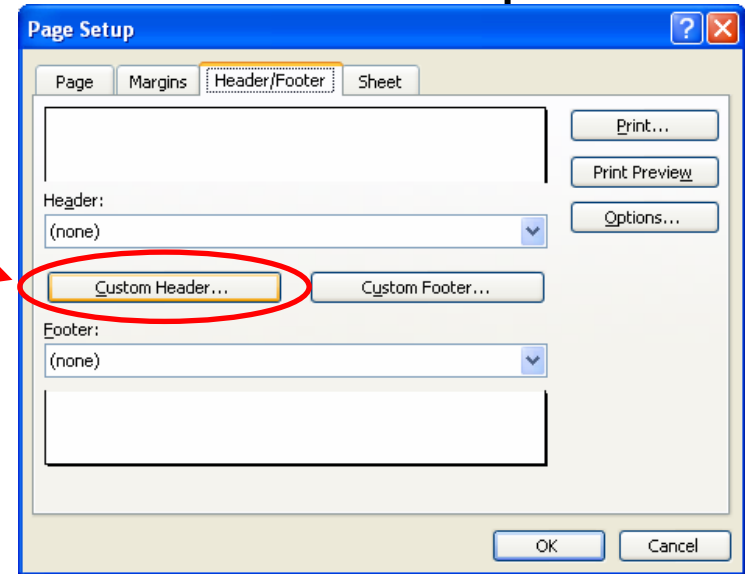 Page Setup
Page Margins Header/Footer Sheet
Print...
Print Preview
Header:
Options...
(none)
Custom Header... Custom Footer...
Footer:
(none)
OK Cancel